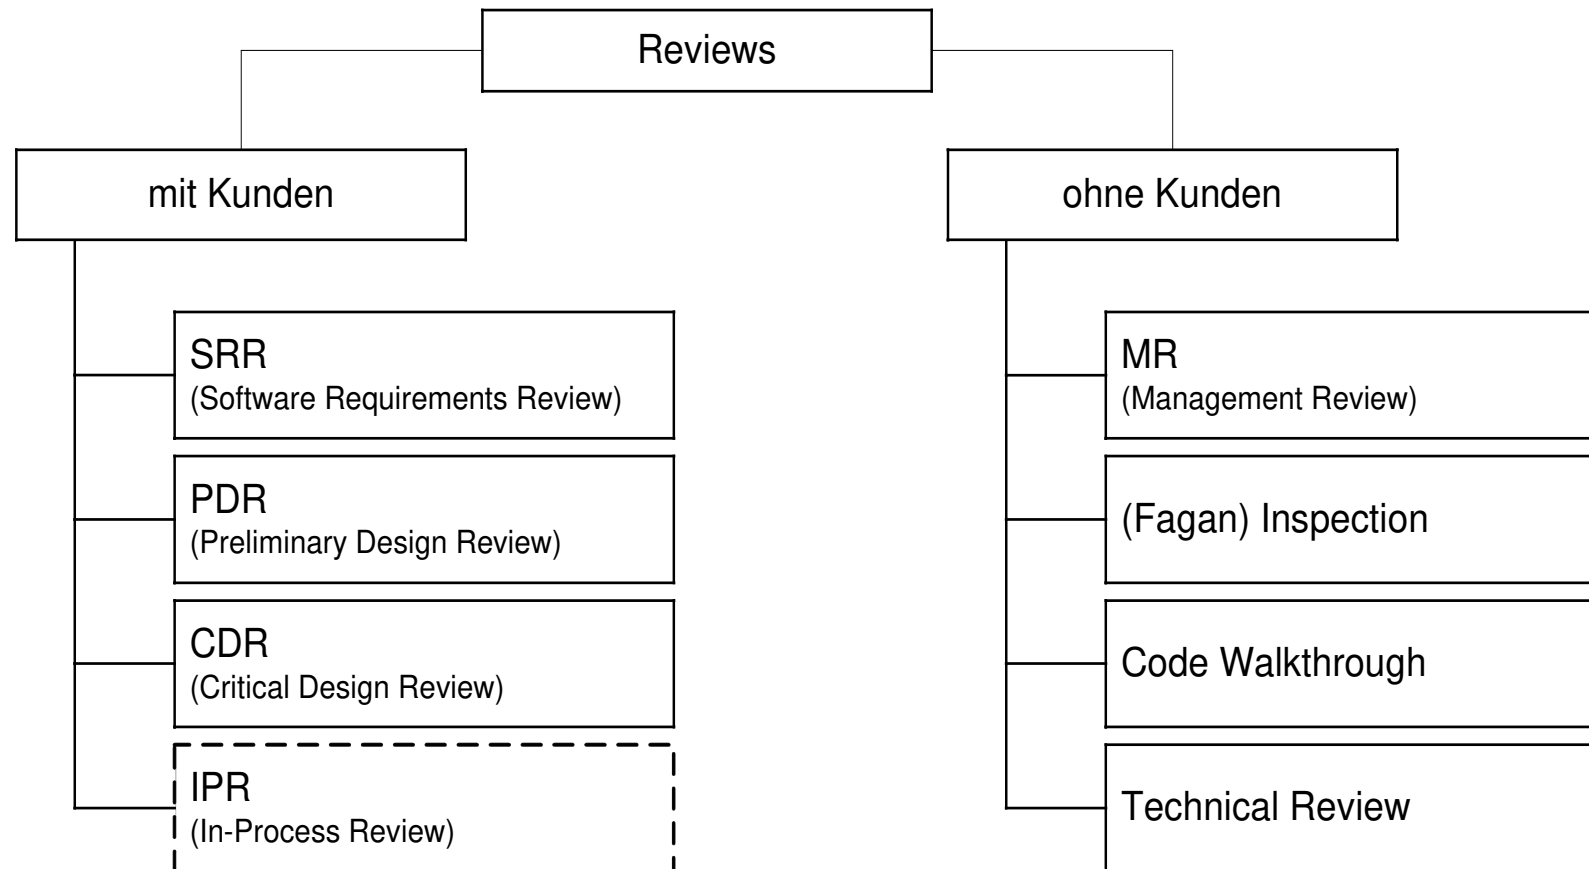 Reviews
mit Kunden
ohne Kunden
SRR
(Software Requirements Review)
PDR
(Preliminary Design Review)
CDR
(Critical Design Review)
IPR
(In-Process Review)
MR
(Management Review)
(Fagan) Inspection
Code Walkthrough
Technical Review